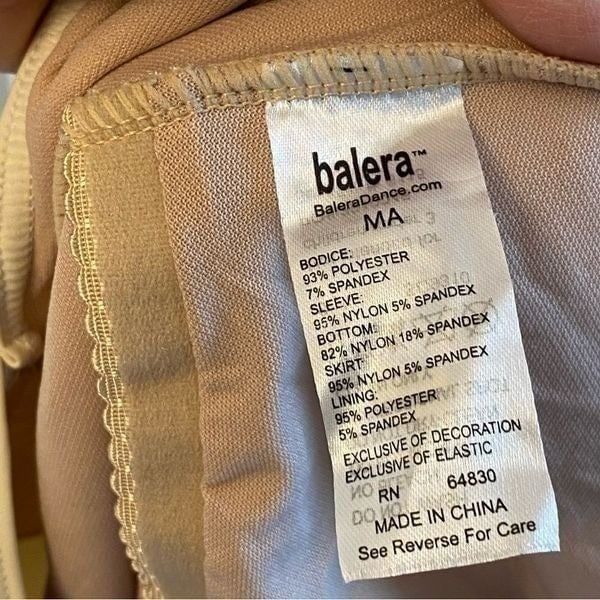 balera™
BaleraDance.com
MA
BODICE:
93% POLYESTER
7% SPANDEX
SLEEVE:
95% NYLON 5% SPANDEX
BOTTOM:
82% NYLON 18% SPANDEX
SKIRT:
95% NYLON 5% SPANDEX
LINING:
95% POLYESTER
5% SPANDEX
EXCLUSIVE OF DECORATION
EXCLUSIVE OF ELASTIC
RN 64830
MADE IN CHINA
See Reverse For Care